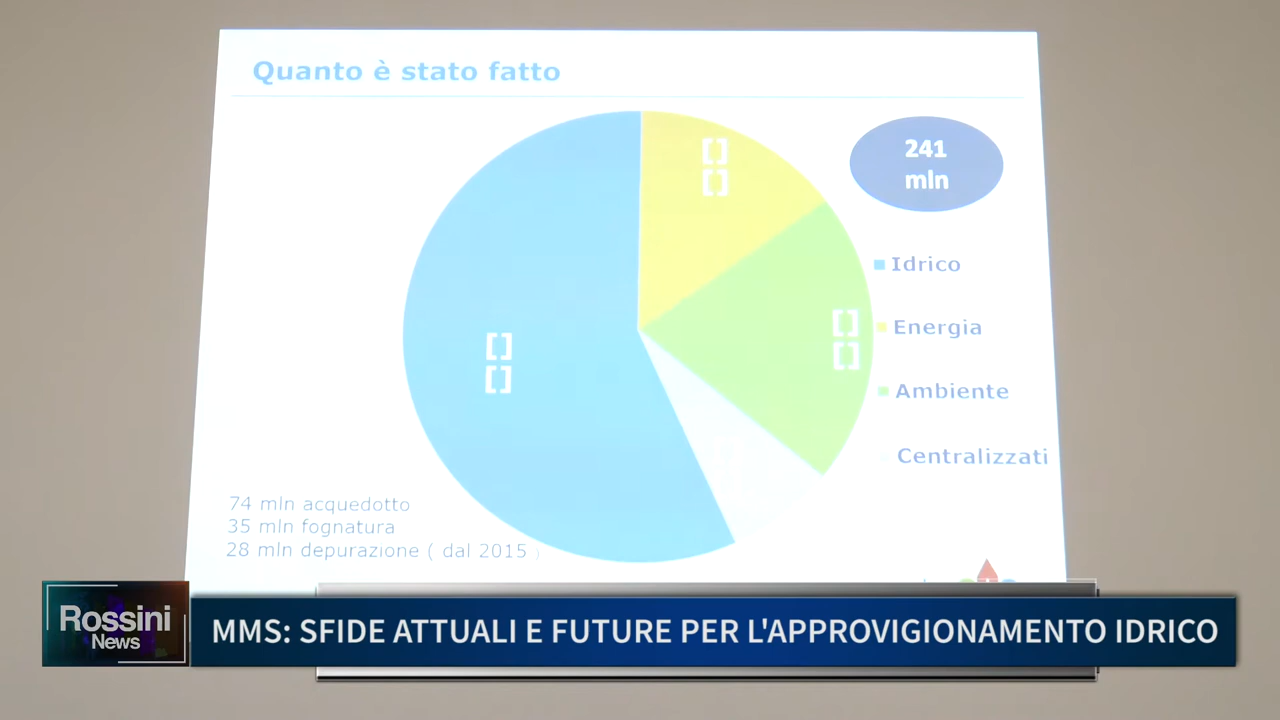 Quanto è stato fatto
241
mln
[]
[]
[]
[]
[]
[]
Idrico
Energia
Ambiente
Centralizzati
74 mln acquedotto
35 mln fognatura
28 mln depurazione ( dal 2015 )
Rossini
News
MMS: SFIDE ATTUALI E FUTURE PER L'APPROVIGIONAMENTO IDRICO